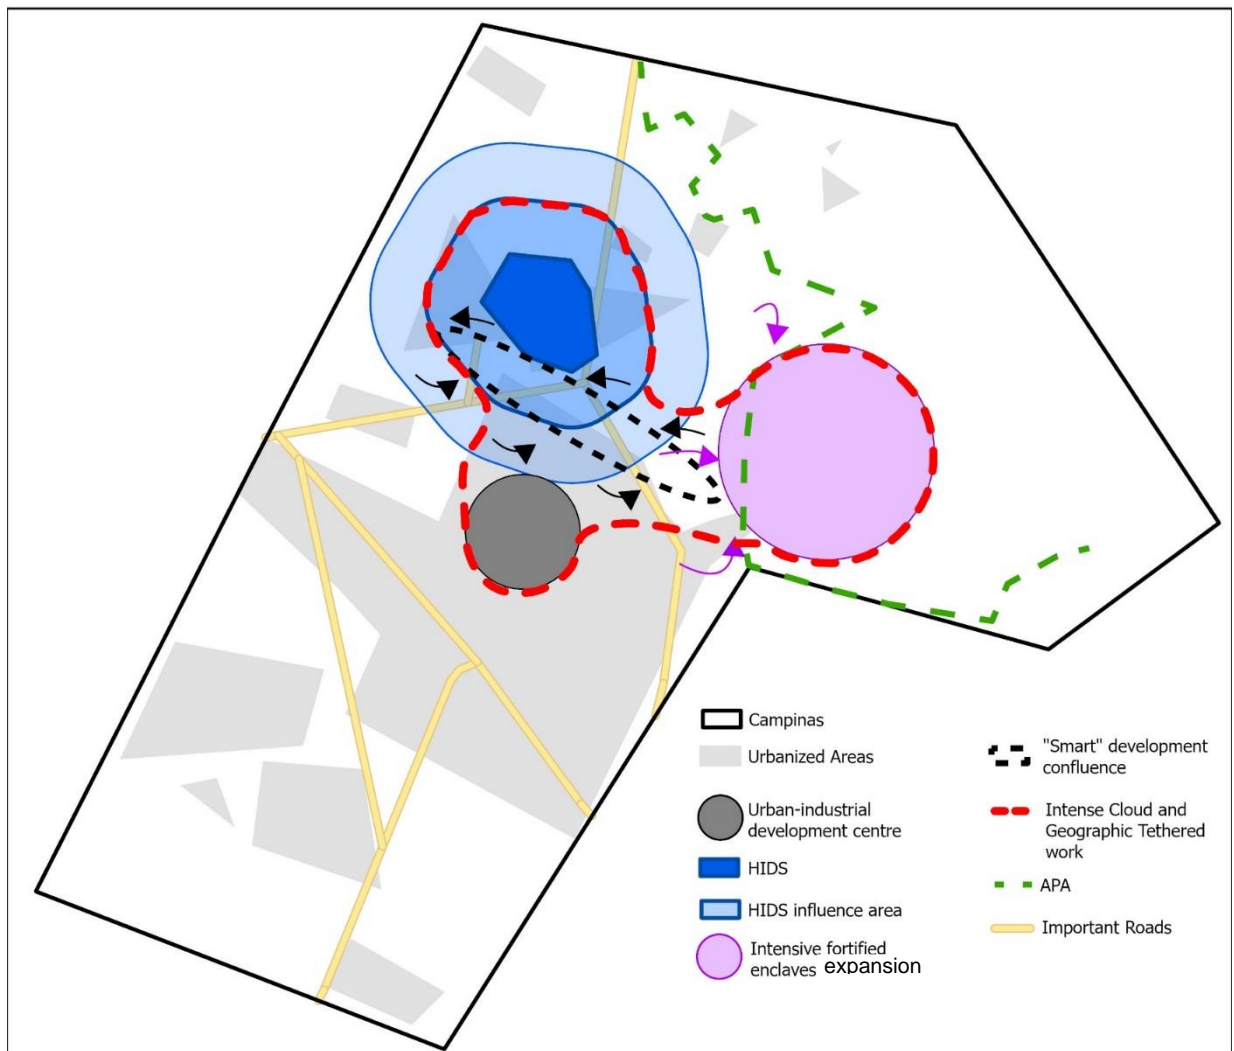 Campinas
Urbanized Areas
Urban-industrial
development centre
HIDS
HIDS influence area
Intensive fortified
enclaves expansion
"Smart" development
confluence
Intense Cloud and
Geographic Tethered
work
APA
Important Roads